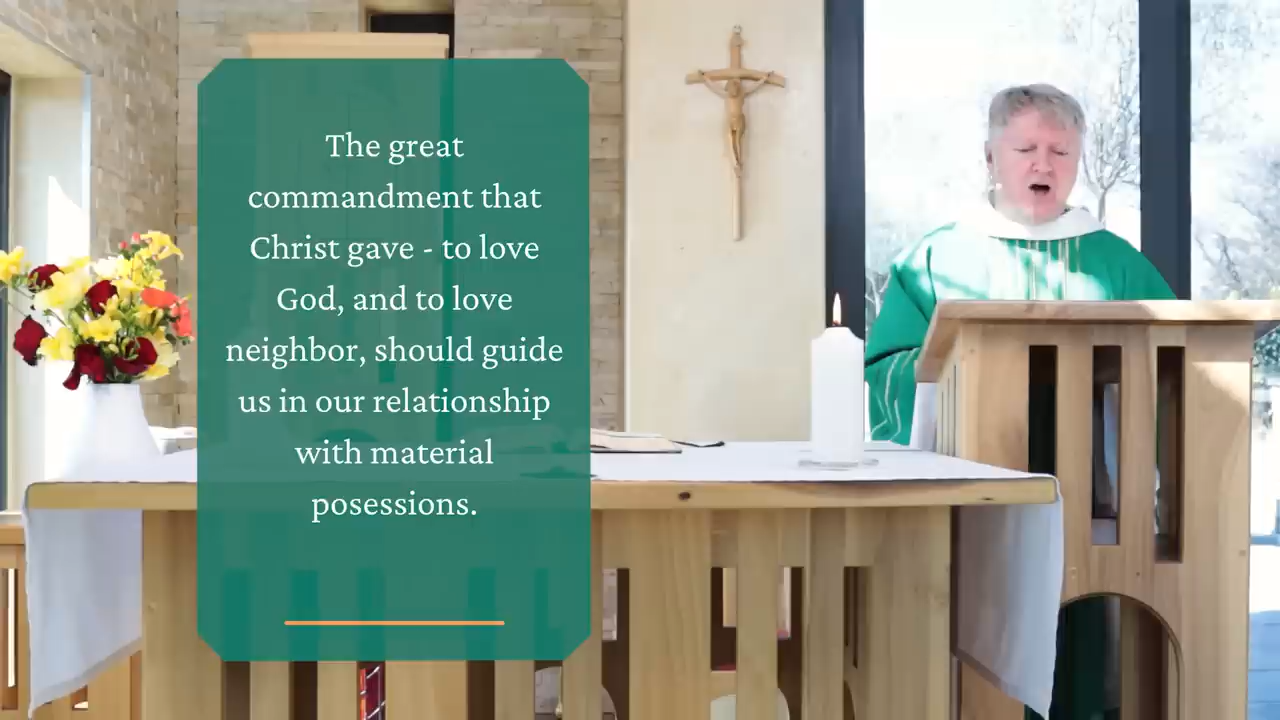 The great
commandment that
Christ gave - to love
God, and to love
neighbor, should guide
us in our relationship
with material
posessions.